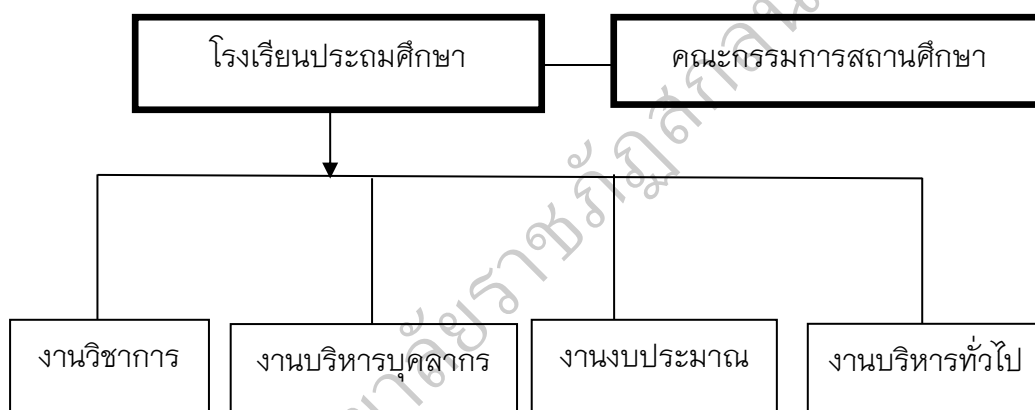 โรงเรียนประถมศึกษา
คณะกรรมการสถานศึกษา
งานวิชาการ
งานบริหารบุคลากร
งานงบประมาณ
งานบริหารทั่วไป